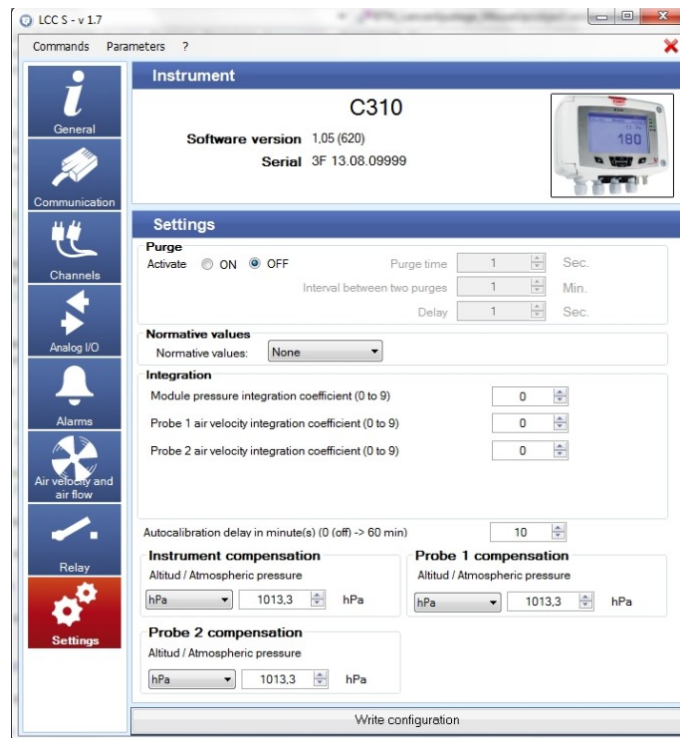 LCC S - v 1.7
Commands Parameters ?
General
Communication
Channels
Analog I/O
Alarms
Air velocity and
air flow
Relay
Settings
Instrument
C310
Software version 1.05 (620)
Serial 3F 13.08.09999
180
Settings
Purge
Activate ON OFF Purge time 1 Sec.
Interval between two purges 1 Min.
Delay 1 Sec.
Normative values
Normative values: None
Integration
Module pressure integration coefficient (0 to 9) 0
Probe 1 air velocity integration coefficient (0 to 9) 0
Probe 2 air velocity integration coefficient (0 to 9) 0
Autocalibration delay in minute(s) (0 (off) -> 60 min) 10
Instrument compensation
Altitud / Atmospheric pressure
hPa 1013,3 hPa
Probe 1 compensation
Altitud / Atmospheric pressure
hPa 1013,3 hPa
Probe 2 compensation
Altitud / Atmospheric pressure
hPa 1013,3 hPa
Write configuration